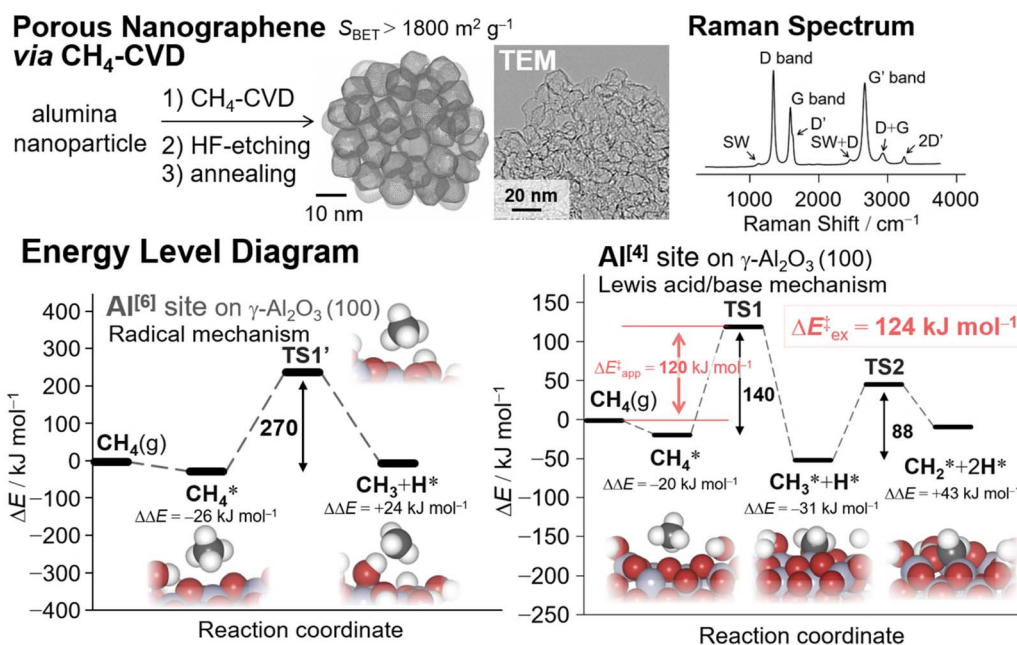 Porous Nanographene
via CH₄-CVD
S_BET > 1800 m² g⁻¹
alumina
nanoparticle
1) CH₄-CVD
2) HF-etching
3) annealing
10 nm
TEM
20 nm
Raman Spectrum
D band
G' band
G band
D'
D+G
SW
SW+D
2D'
1000
2000
3000
4000
Raman Shift / cm⁻¹
Energy Level Diagram
Al[6] site on γ-Al₂O₃ (100)
Radical mechanism
ΔE / kJ mol⁻¹
400
300
200
100
0
−100
−200
−300
−400
TS1'
270
CH₄(g)
CH₄*
ΔΔE = −26 kJ mol⁻¹
CH₃+H*
ΔΔE = +24 kJ mol⁻¹
Reaction coordinate
Al[4] site on γ-Al₂O₃ (100)
Lewis acid/base mechanism
ΔE / kJ mol⁻¹
150
100
50
0
−50
−100
−150
−200
−250
TS1
ΔE‡ex = 124 kJ mol⁻¹
TS2
ΔE‡app = 120 kJ mol⁻¹
140
88
CH₄(g)
CH₄*
ΔΔE = −20 kJ mol⁻¹
CH₃*+H*
ΔΔE = −31 kJ mol⁻¹
CH₂*+2H*
ΔΔE = +43 kJ mol⁻¹
Reaction coordinate